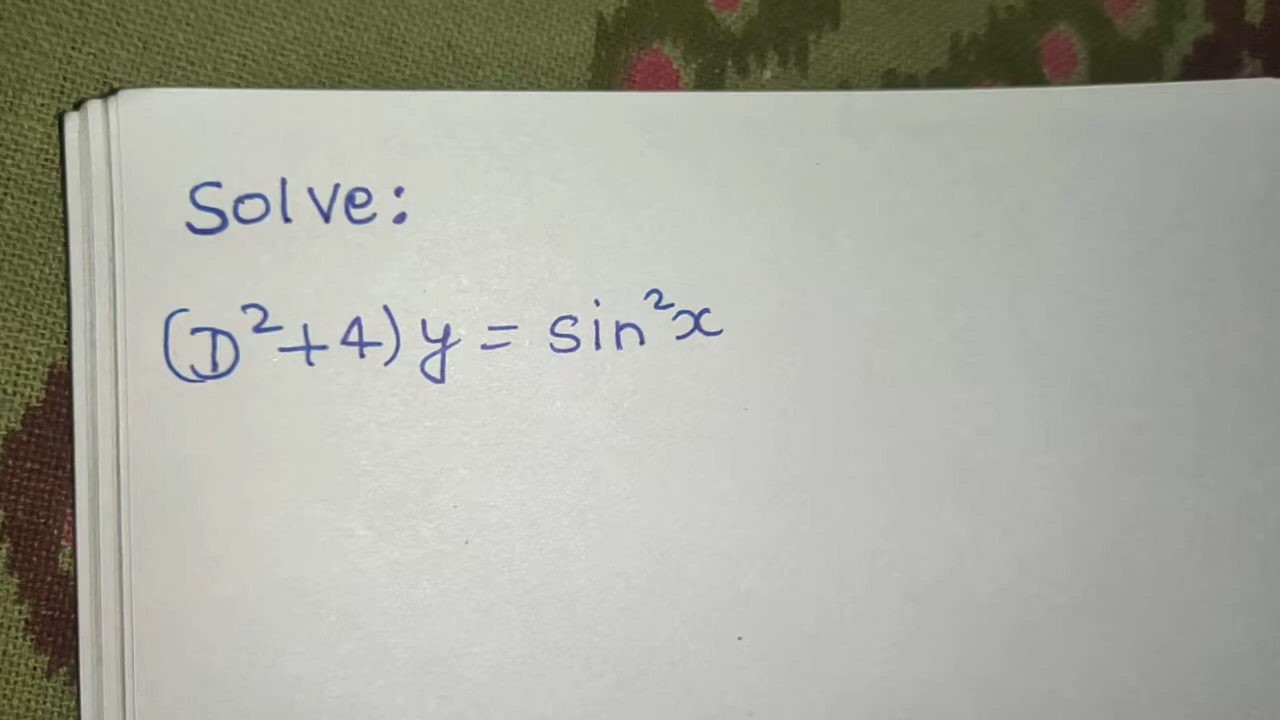 Solve:
(D²+4)y = sin²x